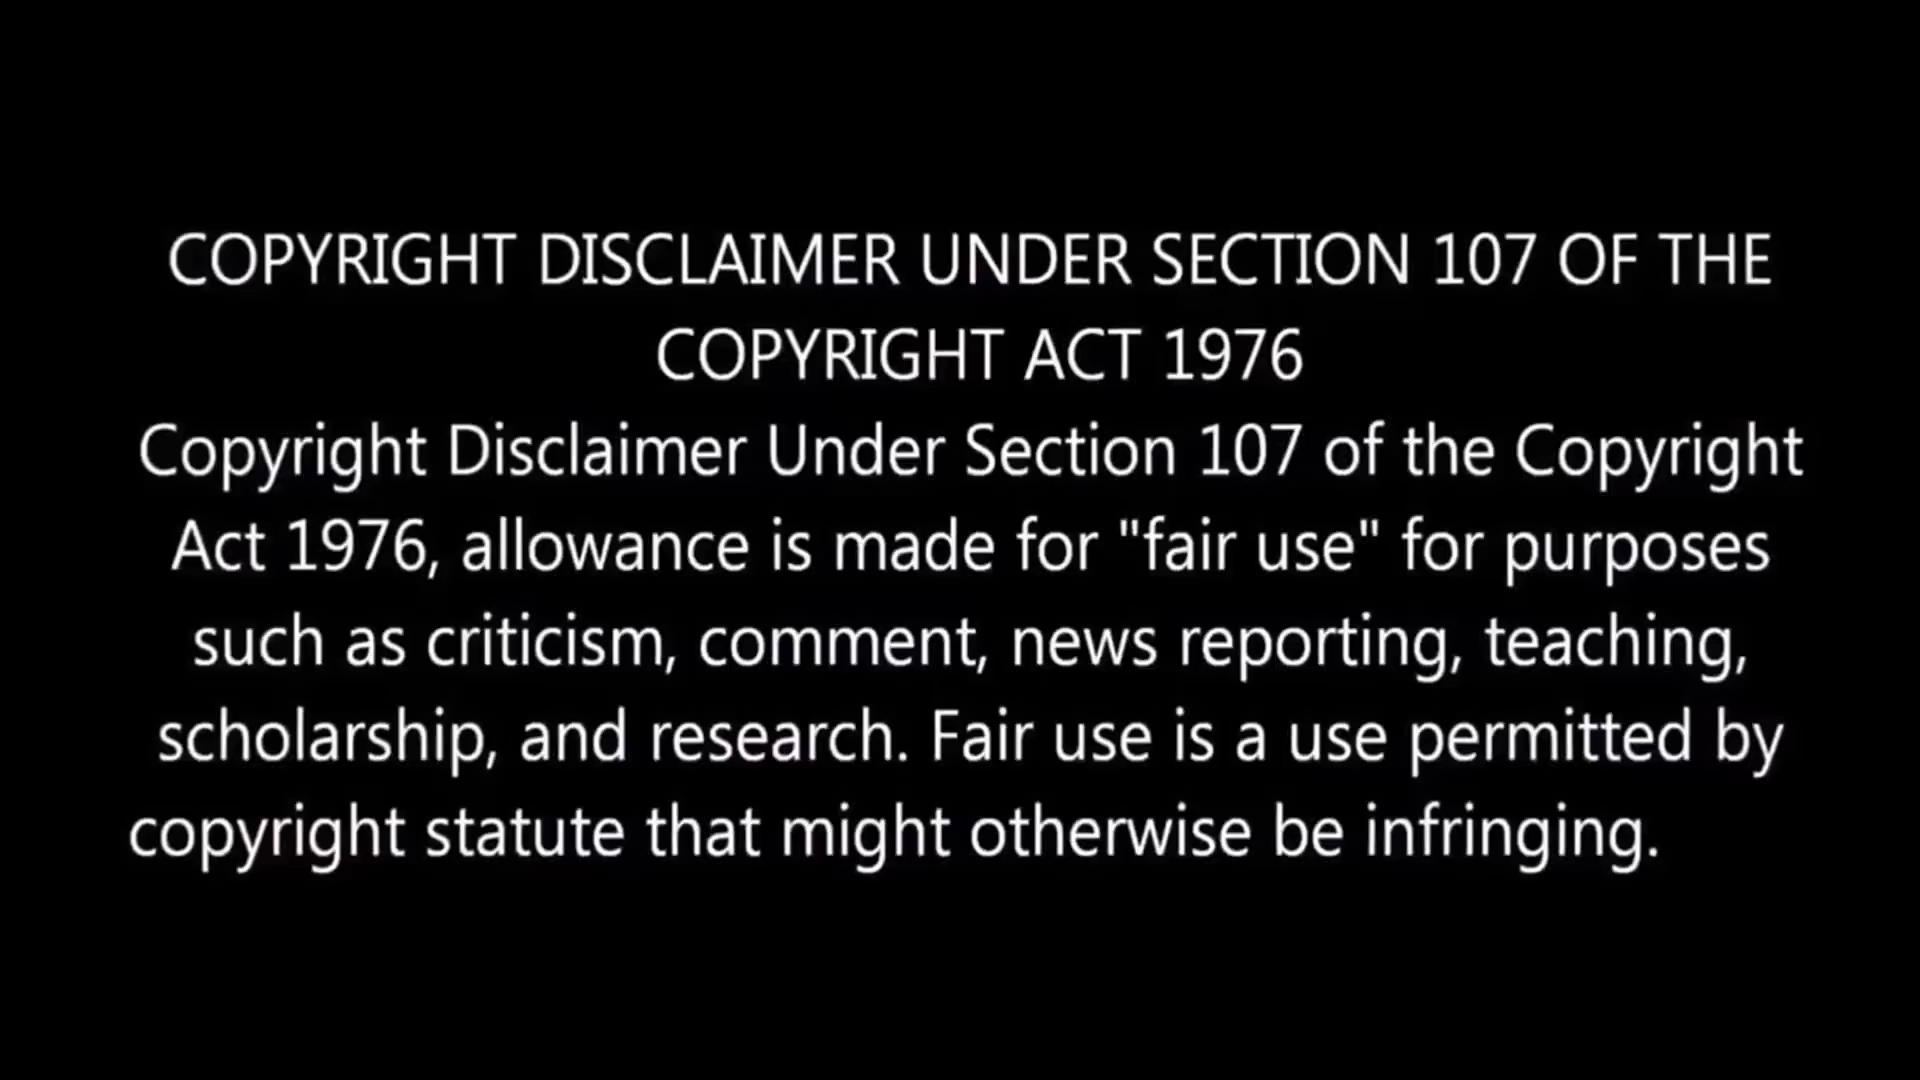 COPYRIGHT DISCLAIMER UNDER SECTION 107 OF THE
COPYRIGHT ACT 1976
Copyright Disclaimer Under Section 107 of the Copyright
Act 1976, allowance is made for "fair use" for purposes
such as criticism, comment, news reporting, teaching,
scholarship, and research. Fair use is a use permitted by
copyright statute that might otherwise be infringing.